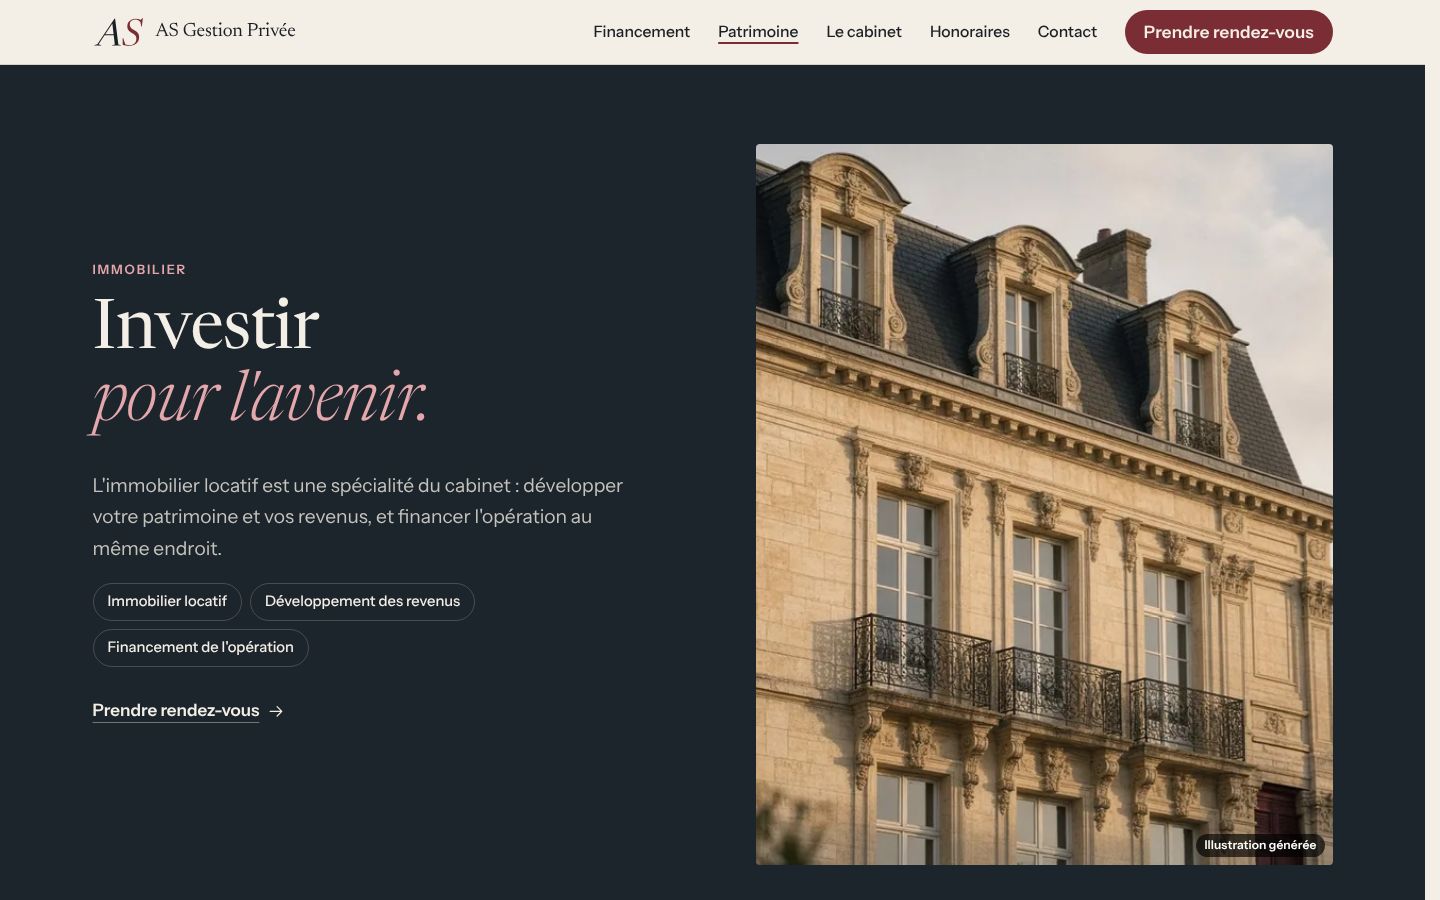 AS AS Gestion Privée
Financement Patrimoine Le cabinet Honoraires Contact Prendre rendez-vous
IMMOBILIER
Investir
pour l'avenir.
L'immobilier locatif est une spécialité du cabinet : développer
votre patrimoine et vos revenus, et financer l'opération au
même endroit.
Immobilier locatif Développement des revenus
Financement de l'opération
Prendre rendez-vous →
Illustration générée